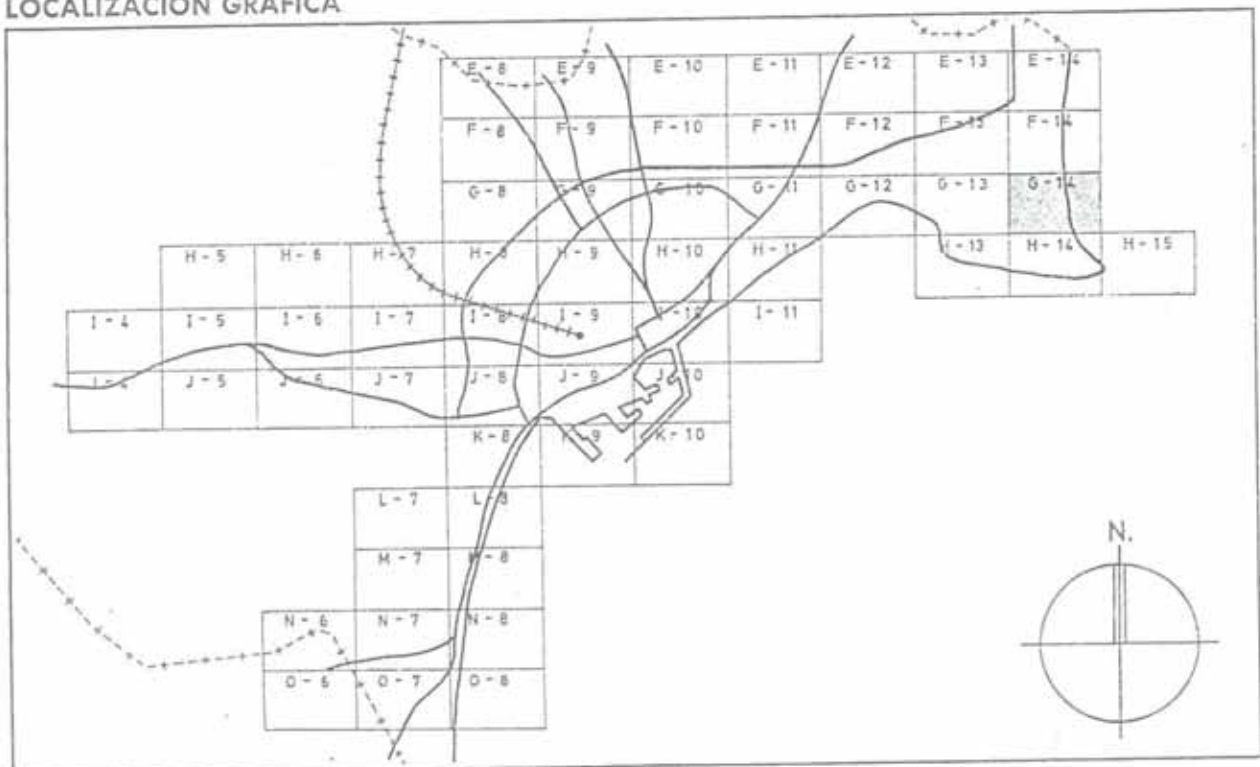 LOCALIZACIÓN GRÁFICA
E-8 E-9 E-10 E-11 E-12 E-13 E-14
F-8 F-9 F-10 F-11 F-12 F-13 F-14
G-8 G-9 G-10 G-11 G-12 G-13 G-14
H-5 H-6 H-7 H-8 H-9 H-10 H-11 H-13 H-14 H-15
I-4 I-5 I-6 I-7 I-8 I-9 I-10 I-11
J-4 J-5 J-6 J-7 J-8 J-9 J-10
K-8 K-9 K-10
L-7 L-8
M-7 M-8
N.
N-6 N-7 N-8
O-6 O-7 O-8